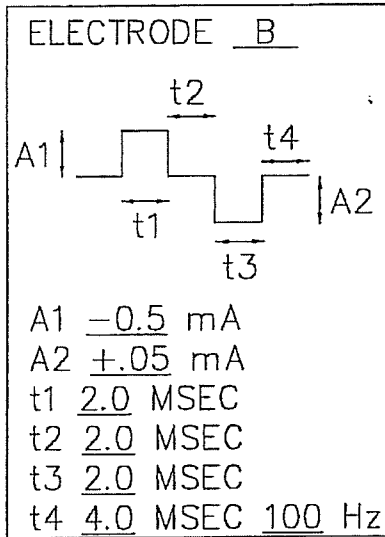 ELECTRODE B
t2
A1
t4
t1
A2
t3
A1 -0.5 mA
A2 +.05 mA
t1 2.0 MSEC
t2 2.0 MSEC
t3 2.0 MSEC
t4 4.0 MSEC 100 Hz